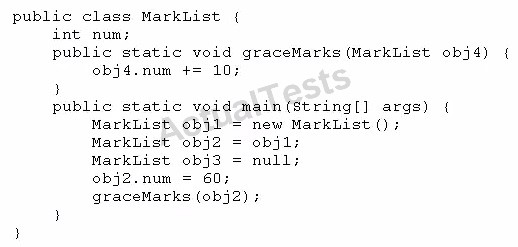 public class MarkList {
    int num;
    public static void graceMarks(MarkList obj4) {
        obj4.num += 10;
    }
    public static void main(String[] args) {
        MarkList obj1 = new MarkList();
        MarkList obj2 = obj1;
        MarkList obj3 = null;
        obj2.num = 60;
        graceMarks(obj2);
    }
}
ActualTests